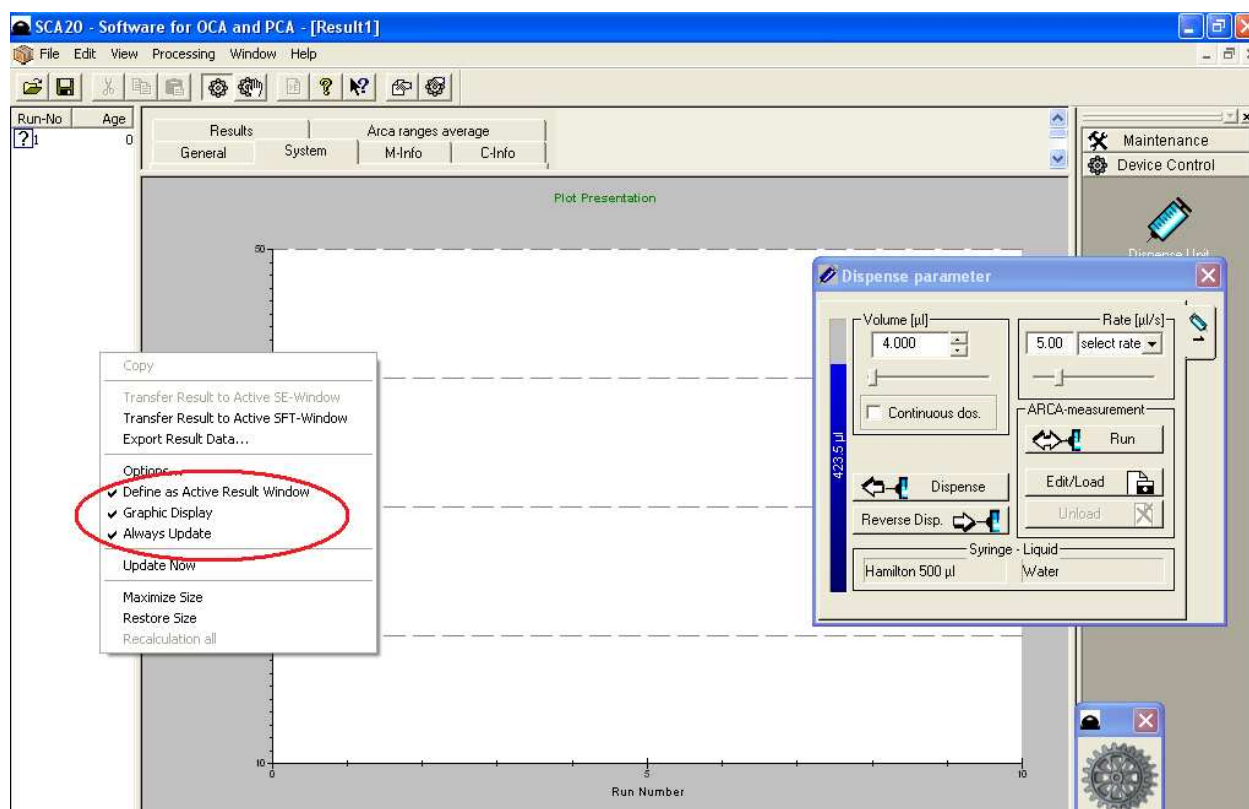 SCA20 - Software for OCA and PCA - [Result1]
File Edit View Processing Window Help
Run-No Age
?1 0
Results Arca ranges average
General System M-Info C-Info
Maintenance
Device Control
Dispense Unit
Plot Presentation
50
10
0 5 10
Run Number
Copy
Transfer Result to Active SE-Window
Transfer Result to Active SFT-Window
Export Result Data...
Options...
Define as Active Result Window
Graphic Display
Always Update
Update Now
Maximize Size
Restore Size
Recalculation all
Dispense parameter
Volume [µl]
4.000
Continuous dos.
Rate [µl/s]
5.00 select rate
1
423.5 µl
ARCA-measurement
Run
Edit/Load
Unload
Dispense
Reverse Disp.
Syringe - Liquid
Hamilton 500 µl Water